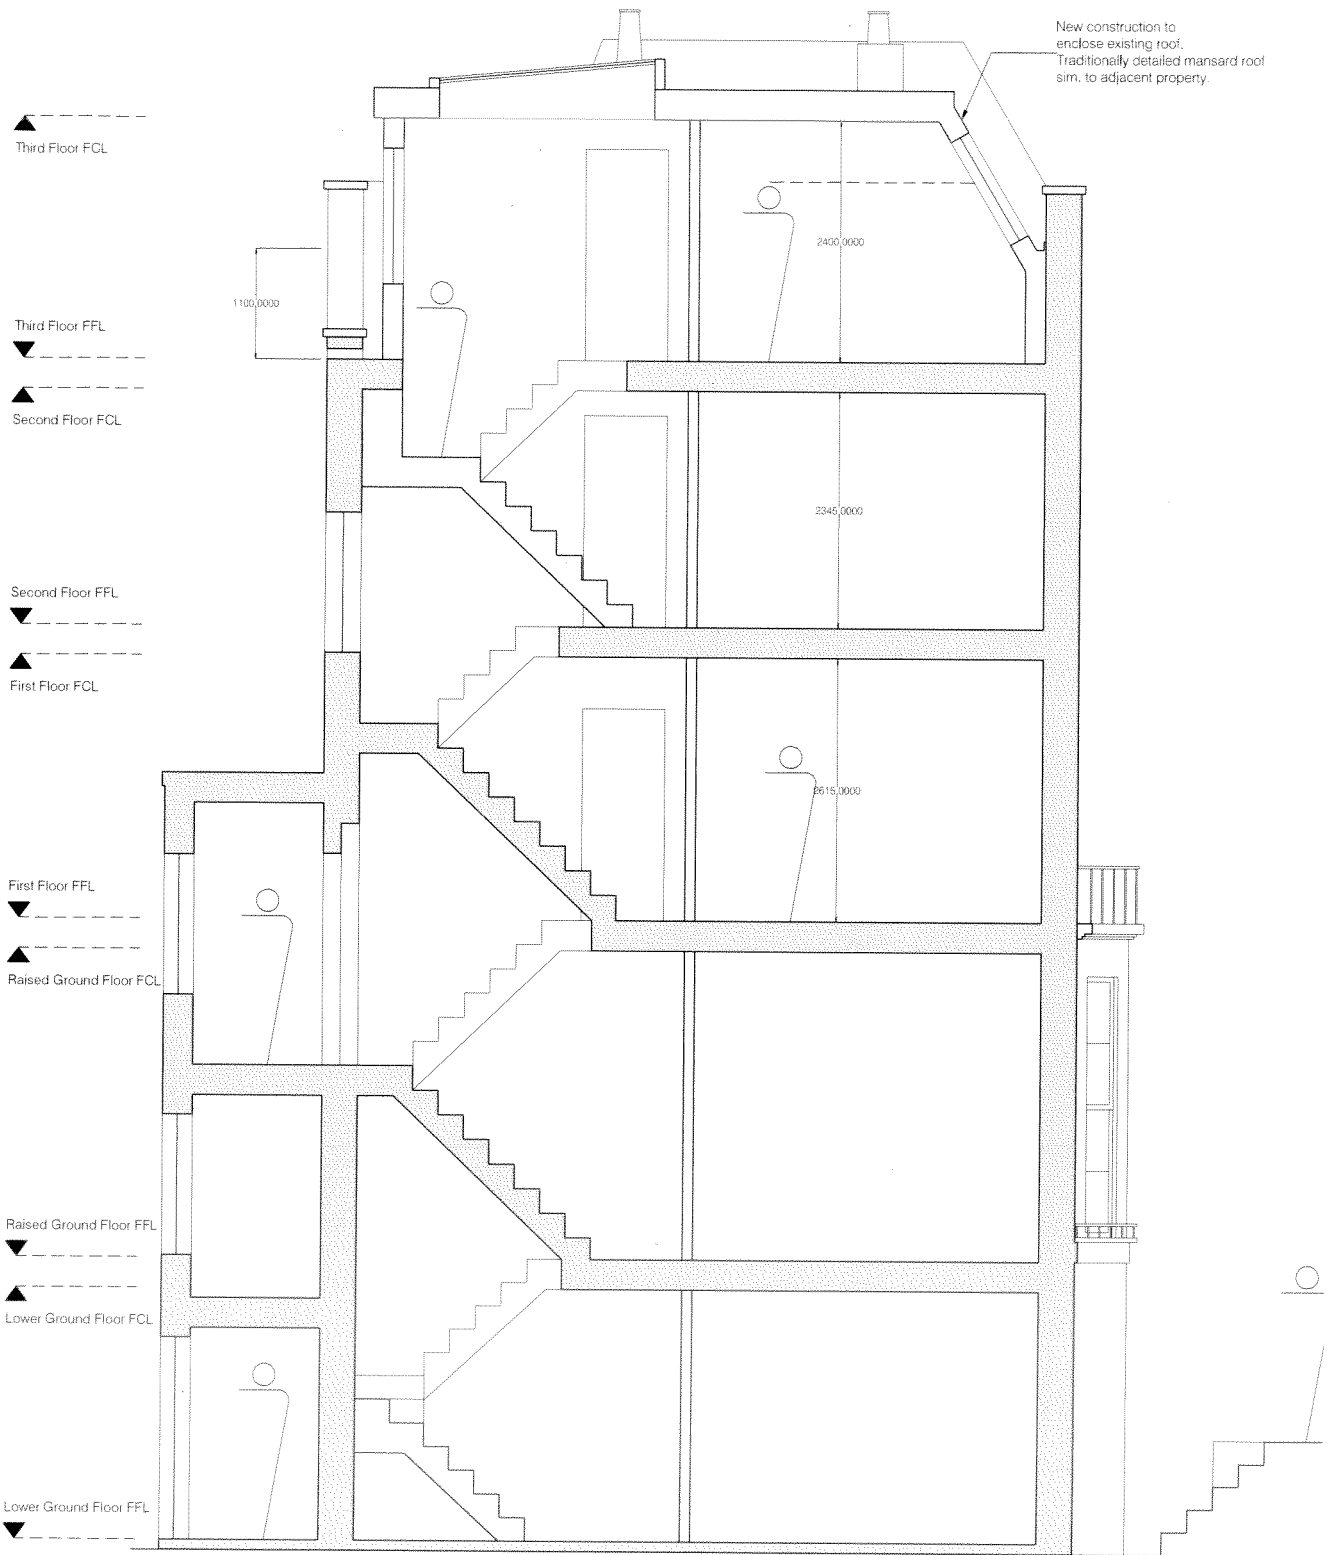 New construction to
enclose existing roof.
Traditionally detailed mansard roof
sim. to adjacent property.
Third Floor FCL
2400,0000
1100,0000
Third Floor FFL
Second Floor FCL
2345,0000
Second Floor FFL
First Floor FCL
2615,0000
First Floor FFL
Raised Ground Floor FCL
Raised Ground Floor FFL
Lower Ground Floor FCL
Lower Ground Floor FFL